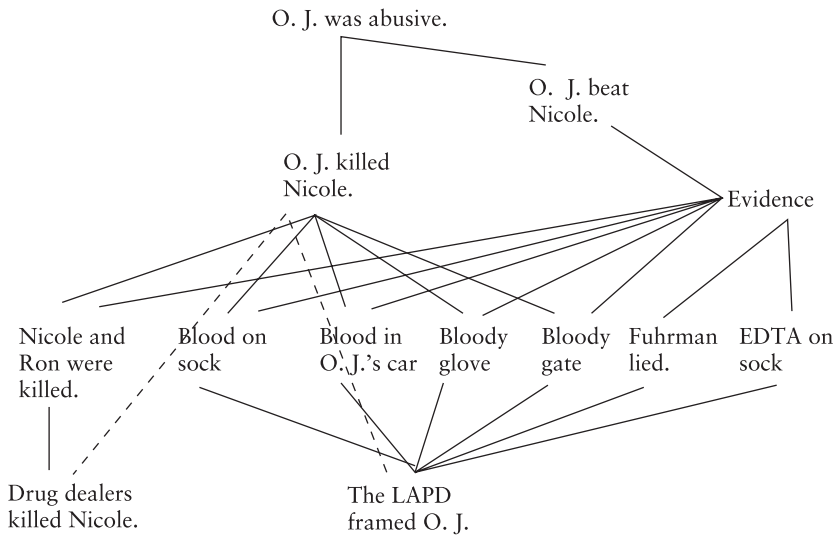 O. J. was abusive.
O. J. beat
Nicole.
O. J. killed
Nicole.
Evidence
Nicole and
Ron were
killed.
Blood on
sock
Blood in
O. J.'s car
Bloody
glove
Bloody
gate
Fuhrman
lied.
EDTA on
sock
Drug dealers
killed Nicole.
The LAPD
framed O. J.